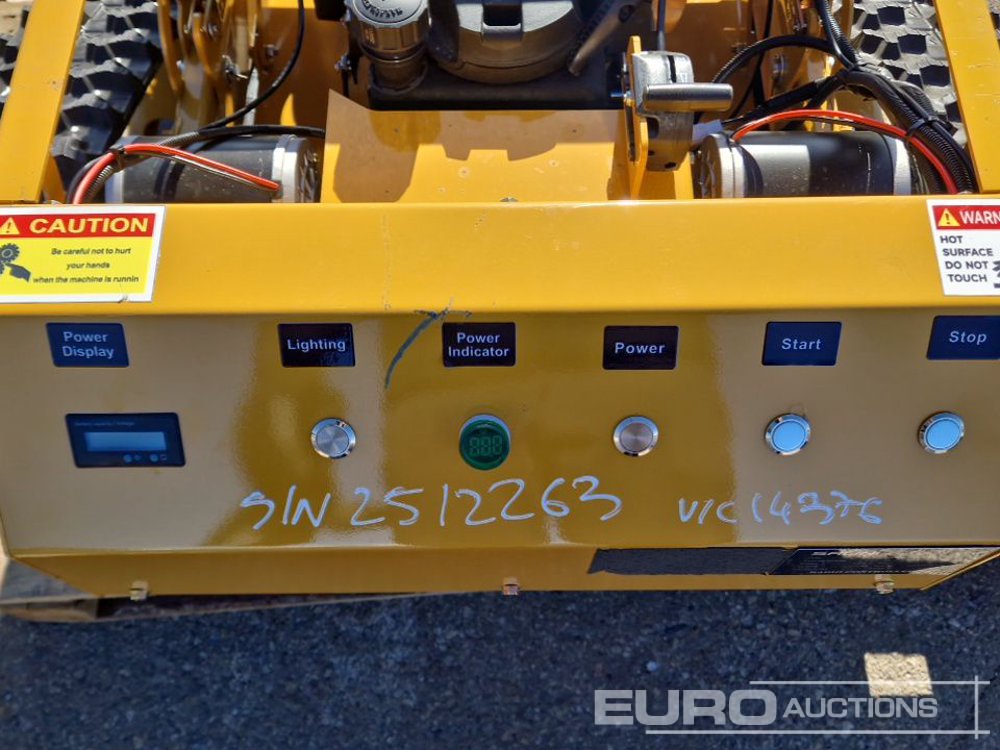 CAUTION
Be careful not to hurt
your hands
when the machine is runnin
WARN
HOT
SURFACE
DO NOT
TOUCH
Power
Display
Lighting
Power
Indicator
Power
Start
Stop
S/N 2512263
V/C 14376
EURO AUCTIONS